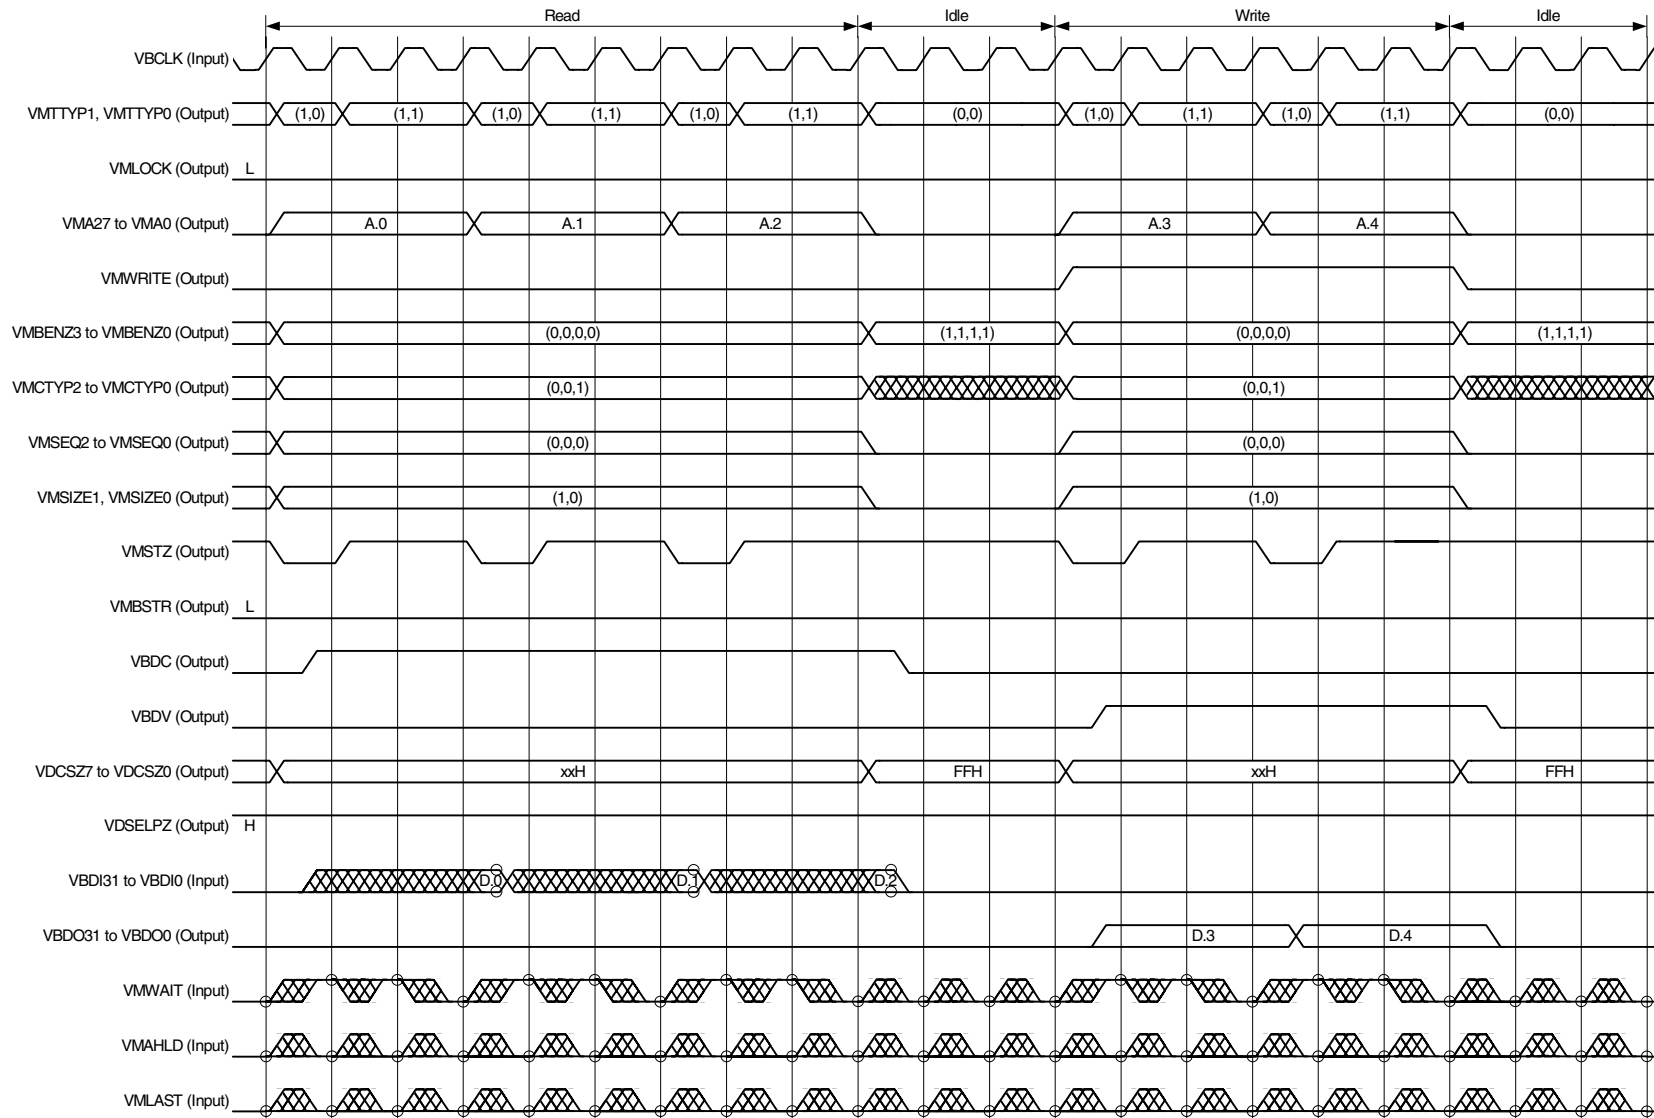 Read Idle Write Idle
VBCLK (Input)
VMTTYP1, VMTTYP0 (Output) (1,0) (1,1) (1,0) (1,1) (1,0) (1,1) (0,0) (1,0) (1,1) (1,0) (1,1) (0,0)
VMLOCK (Output) L
VMA27 to VMA0 (Output) A.0 A.1 A.2 A.3 A.4
VMWRITE (Output)
VMBENZ3 to VMBENZ0 (Output) (0,0,0,0) (1,1,1,1) (0,0,0,0) (1,1,1,1)
VMCTYP2 to VMCTYP0 (Output) (0,0,1) (0,0,1)
VMSEQ2 to VMSEQ0 (Output) (0,0,0) (0,0,0)
VMSIZE1, VMSIZE0 (Output) (1,0) (1,0)
VMSTZ (Output)
VMBSTR (Output) L
VBDC (Output)
VBDV (Output)
VDCSZ7 to VDCSZ0 (Output) xxH FFH xxH FFH
VDSELPZ (Output) H
VBDI31 to VBDI0 (Input) D.0 D.1 D.2
VBDO31 to VBDO0 (Output) D.3 D.4
VMWAIT (Input)
VMAHLD (Input)
VMLAST (Input)